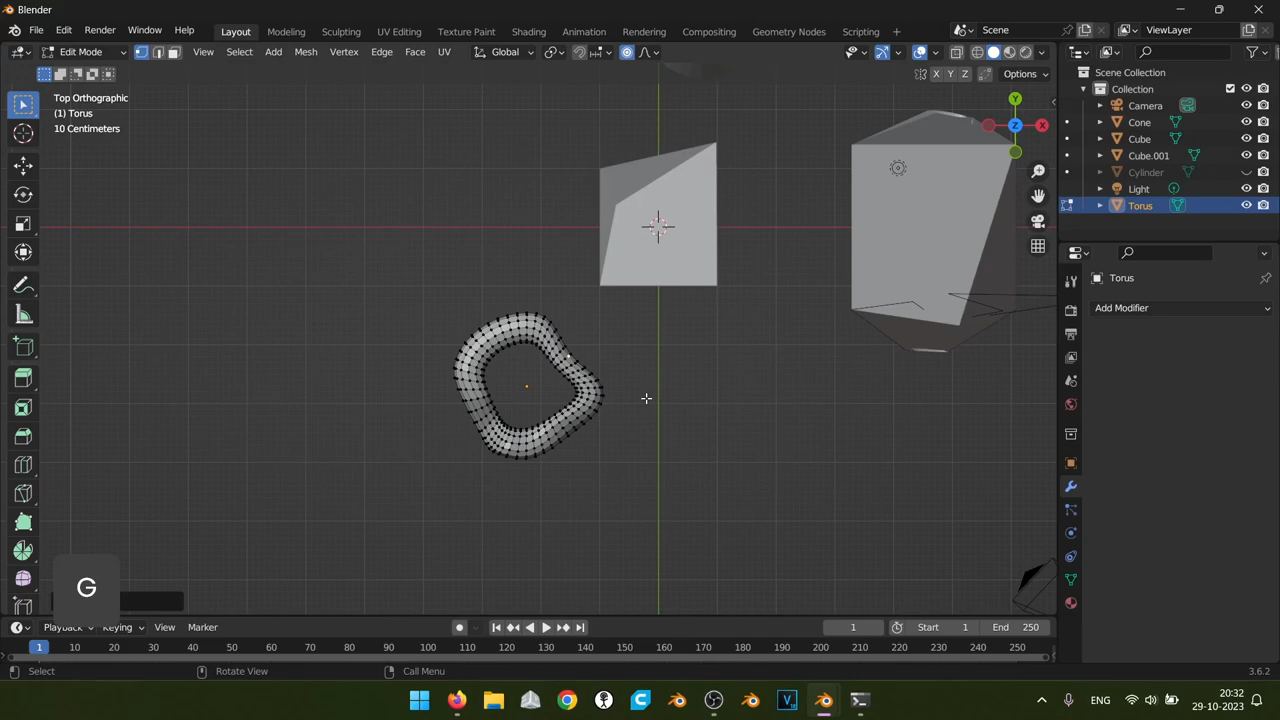 Blender
File Edit Render Window Help Layout Modeling Sculpting UV Editing Texture Paint Shading Animation Rendering Compositing Geometry Nodes Scripting + Scene ViewLayer
Edit Mode View Select Add Mesh Vertex Edge Face UV Global
X Y Z Options
Top Orthographic
(1) Torus
10 Centimeters
Y
Z X
Scene Collection
Collection
Camera
Cone
Cube
Cube.001
Cylinder
Light
Torus
Torus
Add Modifier
G
Playback Keying View Marker 1 Start 1 End 250
1 10 20 30 40 50 60 70 80 90 100 110 120 130 140 150 160 170 180 190 200 210 220 230 240 250
Select Rotate View Call Menu 3.6.2
ENG 20:32
29-10-2023